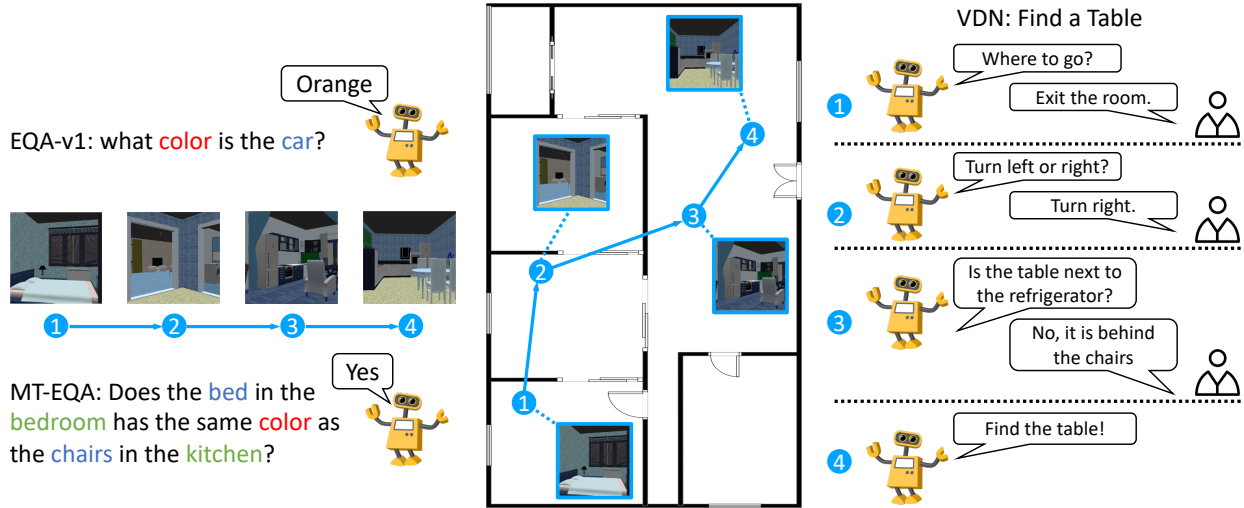 Orange
EQA-v1: what color is the car?
1
2
3
4
Yes
MT-EQA: Does the bed in the
bedroom has the same color as
the chairs in the kitchen?
4
3
2
1
VDN: Find a Table
1
Where to go?
Exit the room.
2
Turn left or right?
Turn right.
3
Is the table next to
the refrigerator?
No, it is behind
the chairs
4
Find the table!